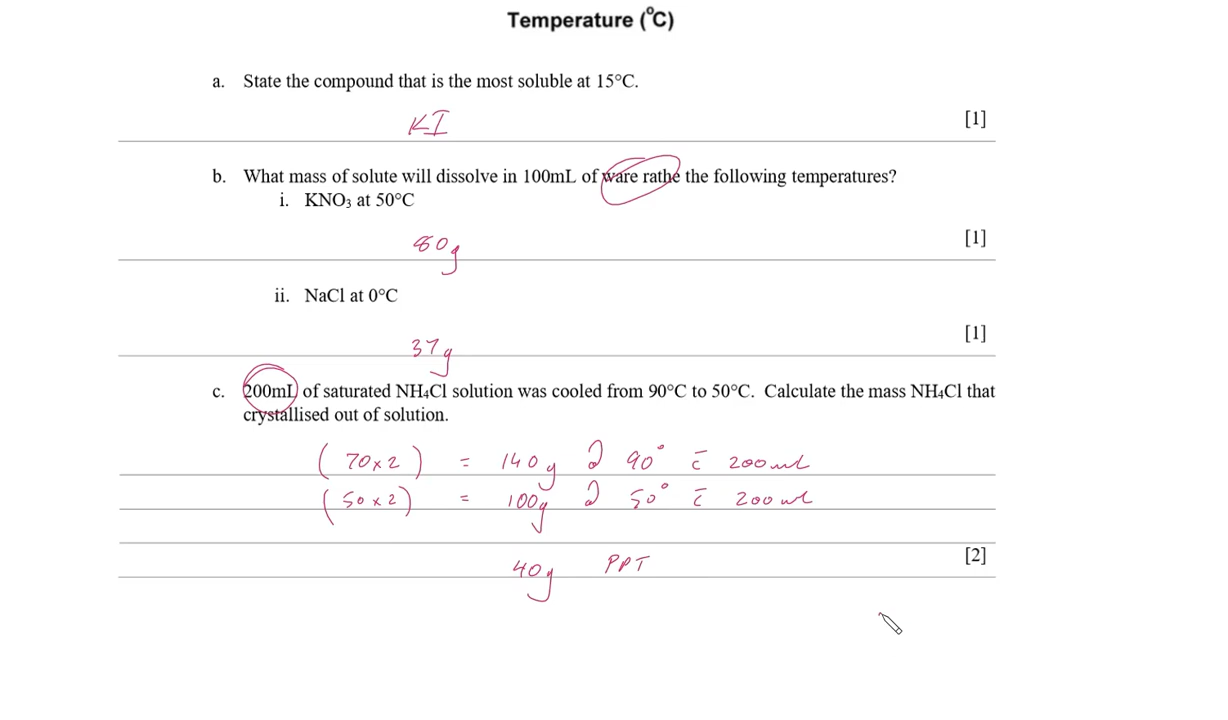 Temperature (°C)
a. State the compound that is the most soluble at 15°C.
KI
[1]
b. What mass of solute will dissolve in 100mL of ware rathe the following temperatures?
i. KNO₃ at 50°C
80g
[1]
ii. NaCl at 0°C
37g
[1]
c. 200mL of saturated NH₄Cl solution was cooled from 90°C to 50°C. Calculate the mass NH₄Cl that
crystallised out of solution.
(70 x 2) = 140g @ 90° c̄ 200ml
(50 x 2) = 100g @ 50° c̄ 200ml
40g PPT
[2]